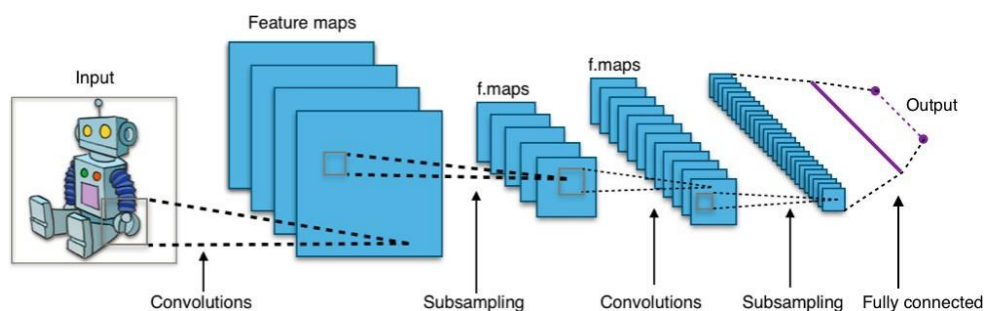 Feature maps
f.maps
Input
f.maps
Output
Convolutions
Subsampling
Convolutions
Subsampling
Fully connected